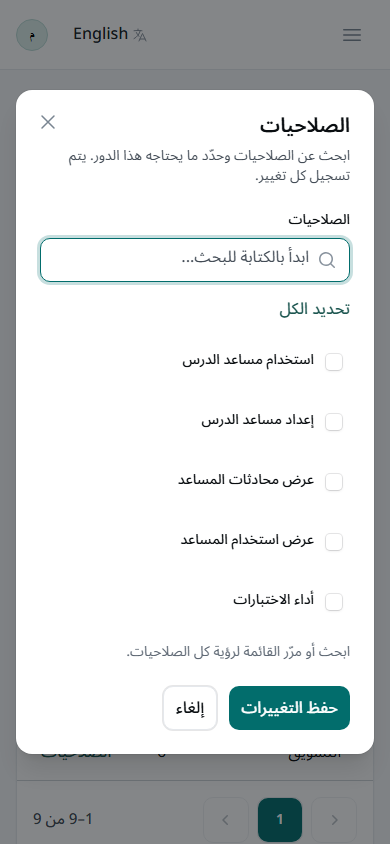 م
English
الصلاحيات
ابحث عن الصلاحيات وحدّد ما يحتاجه هذا الدور. يتم
تسجيل كل تغيير.
الصلاحيات
ابدأ بالكتابة للبحث...
تحديد الكل
استخدام مساعد الدرس
إعداد مساعد الدرس
عرض محادثات المساعد
عرض استخدام المساعد
أداء الاختبارات
ابحث أو مرّر القائمة لرؤية كل الصلاحيات.
حفظ التغييرات
إلغاء
التسويق
الصلاحيات
1
1–9 من 9